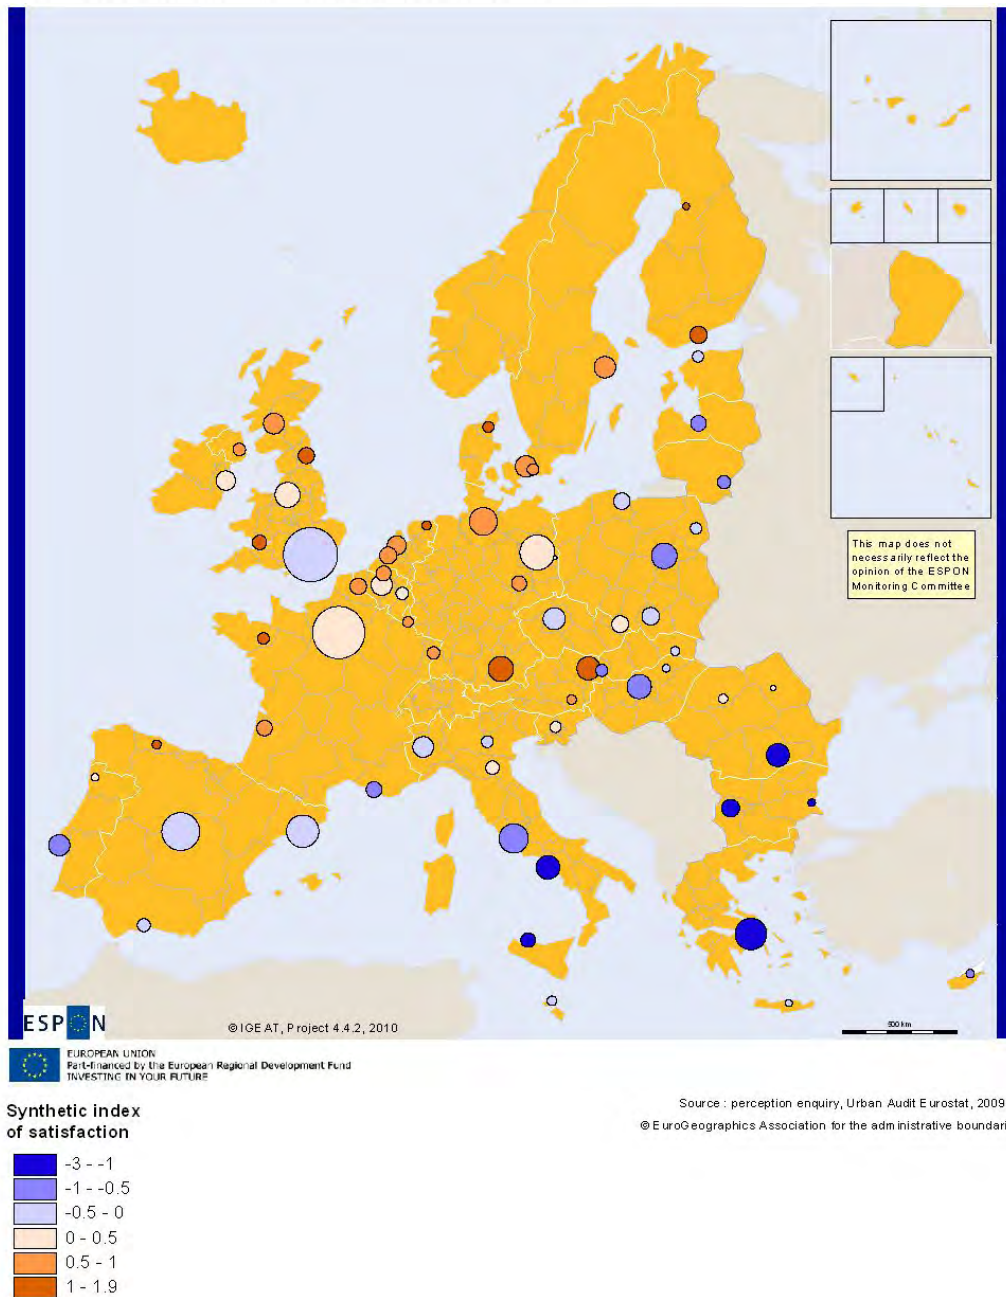 This map does not
necessarily reflect the
opinion of the ESPON
Monitoring Committee
ESPON
© IGEAT, Project 4.4.2, 2010
500 km
EUROPEAN UNION
Part-financed by the European Regional Development Fund
INVESTING IN YOUR FUTURE
Source : perception enquiry, Urban Audit Eurostat, 2009
© EuroGeographics Association for the administrative boundari
Synthetic index
of satisfaction
-3 - -1
-1 - -0.5
-0.5 - 0
0 - 0.5
0.5 - 1
1 - 1.9